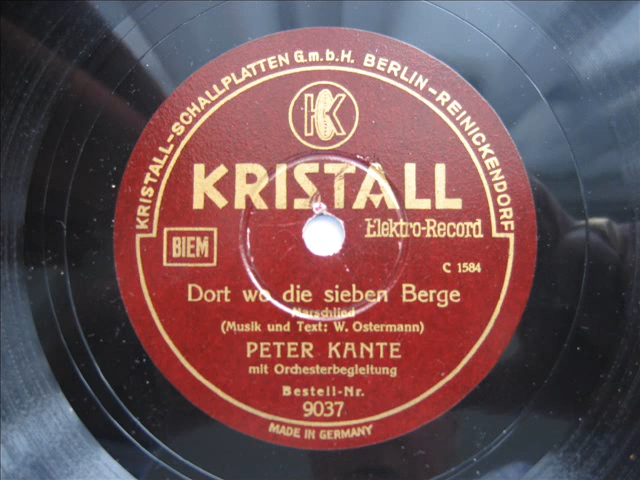 KRISTALL-SCHALLPLATTEN G.m.b.H. BERLIN-REINICKENDORF
K
KRISTALL
Elektro-Record
BIEM
C 1584
Dort wo die sieben Berge
Marschlied
(Musik und Text: W. Ostermann)
PETER KANTE
mit Orchesterbegleitung
Bestell-Nr.
9037
MADE IN GERMANY